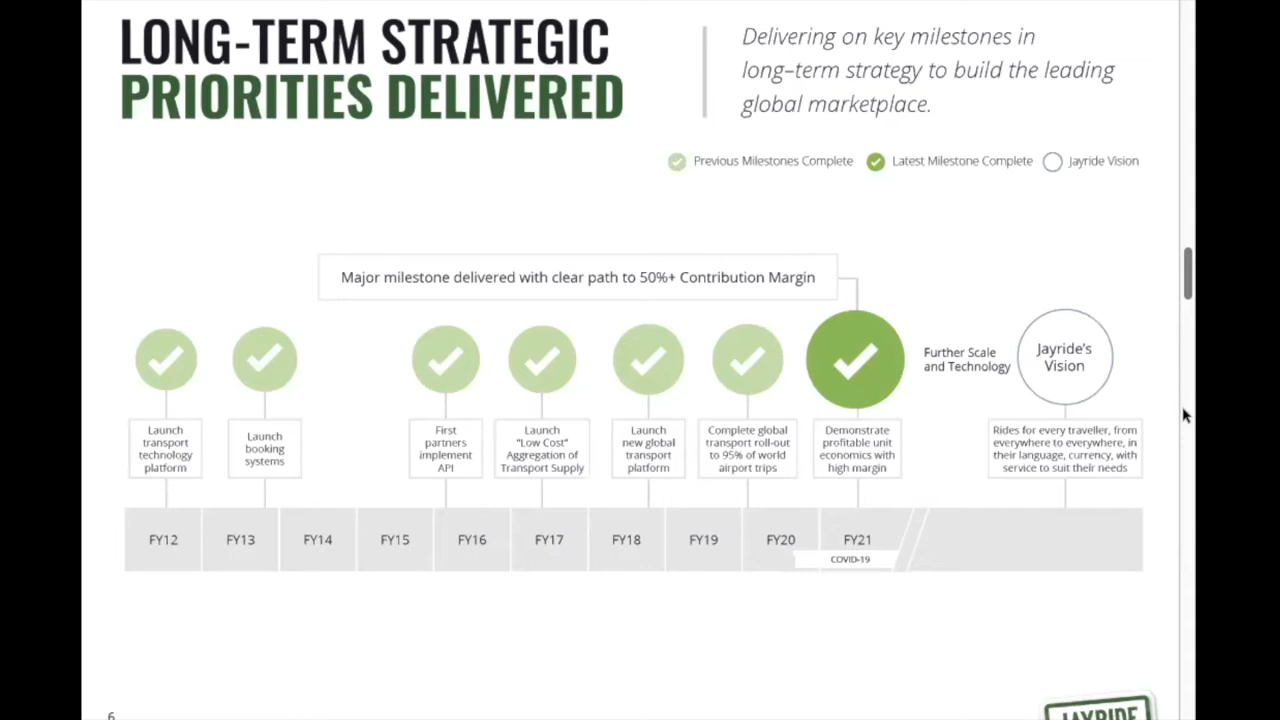 LONG-TERM STRATEGIC
PRIORITIES DELIVERED
Delivering on key milestones in
long–term strategy to build the leading
global marketplace.
Previous Milestones Complete
Latest Milestone Complete
Jayride Vision
Major milestone delivered with clear path to 50%+ Contribution Margin
Further Scale
and Technology
Jayride's
Vision
Launch
transport
technology
platform
Launch
booking
systems
First
partners
implement
API
Launch
"Low Cost"
Aggregation of
Transport Supply
Launch
new global
transport
platform
Complete global
transport roll-out
to 95% of world
airport trips
Demonstrate
profitable unit
economics with
high margin
Rides for every traveller, from
everywhere to everywhere, in
their language, currency, with
service to suit their needs
FY12
FY13
FY14
FY15
FY16
FY17
FY18
FY19
FY20
FY21
COVID-19
6
JAYRIDE